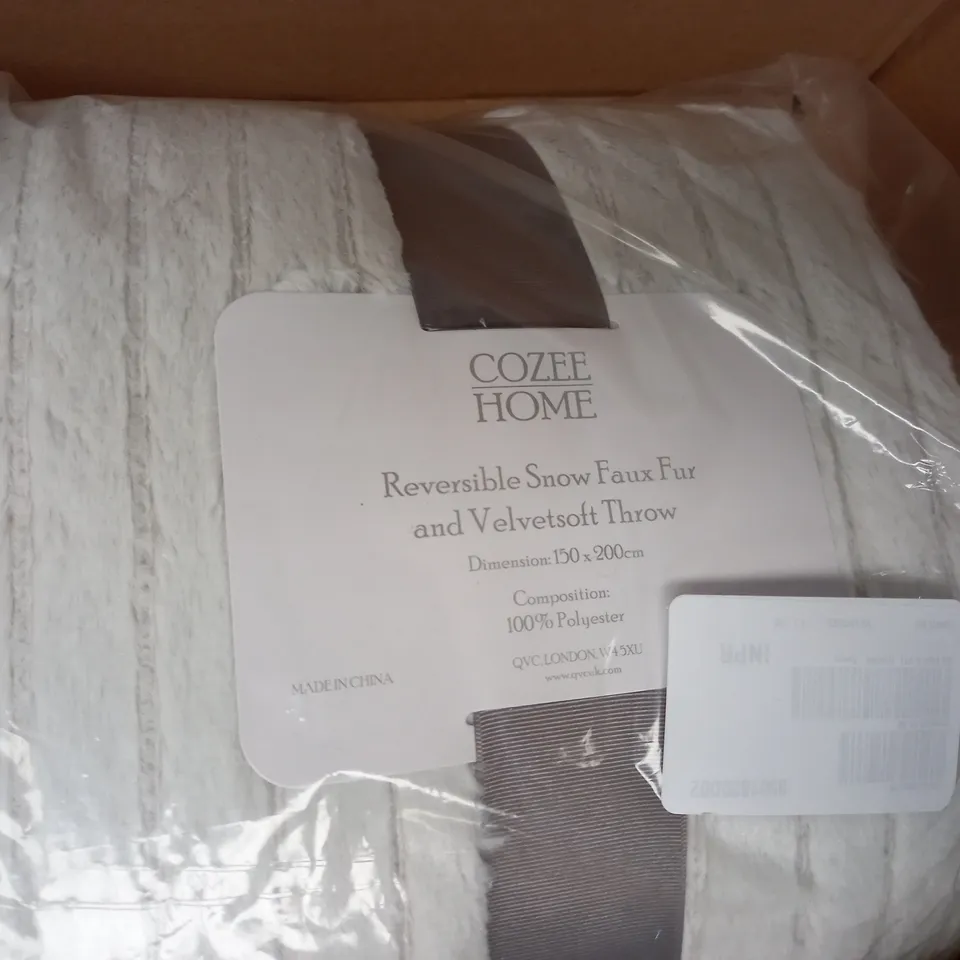 COZEE
HOME
Reversible Snow Faux Fur
and Velvetsoft Throw
Dimension: 150 x 200cm
Composition:
100% Polyester
QVC, LONDON, W4 5XU
www.qvcuk.com
MADE IN CHINA